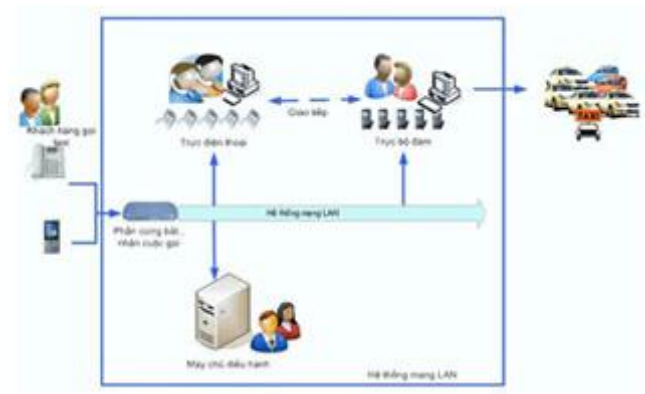 Khách hàng gọi
taxi
Trực điện thoại
Giao tiếp
Trực bộ đàm
TAXI
Hệ thống mạng LAN
Phần cứng bắt,
nhận cuộc gọi
Máy chủ điều hành
Hệ thống mạng LAN